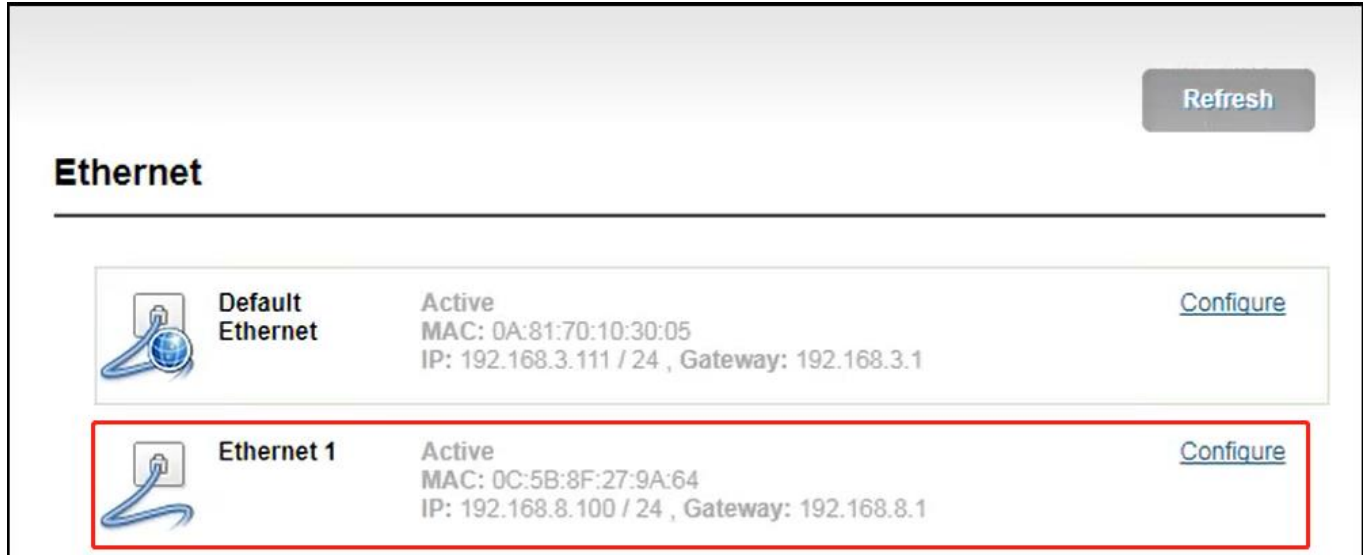 Refresh
Ethernet
Default
Ethernet
Active
MAC: 0A:81:70:10:30:05
IP: 192.168.3.111 / 24 , Gateway: 192.168.3.1
Configure
Ethernet 1
Active
MAC: 0C:5B:8F:27:9A:64
IP: 192.168.8.100 / 24 , Gateway: 192.168.8.1
Configure